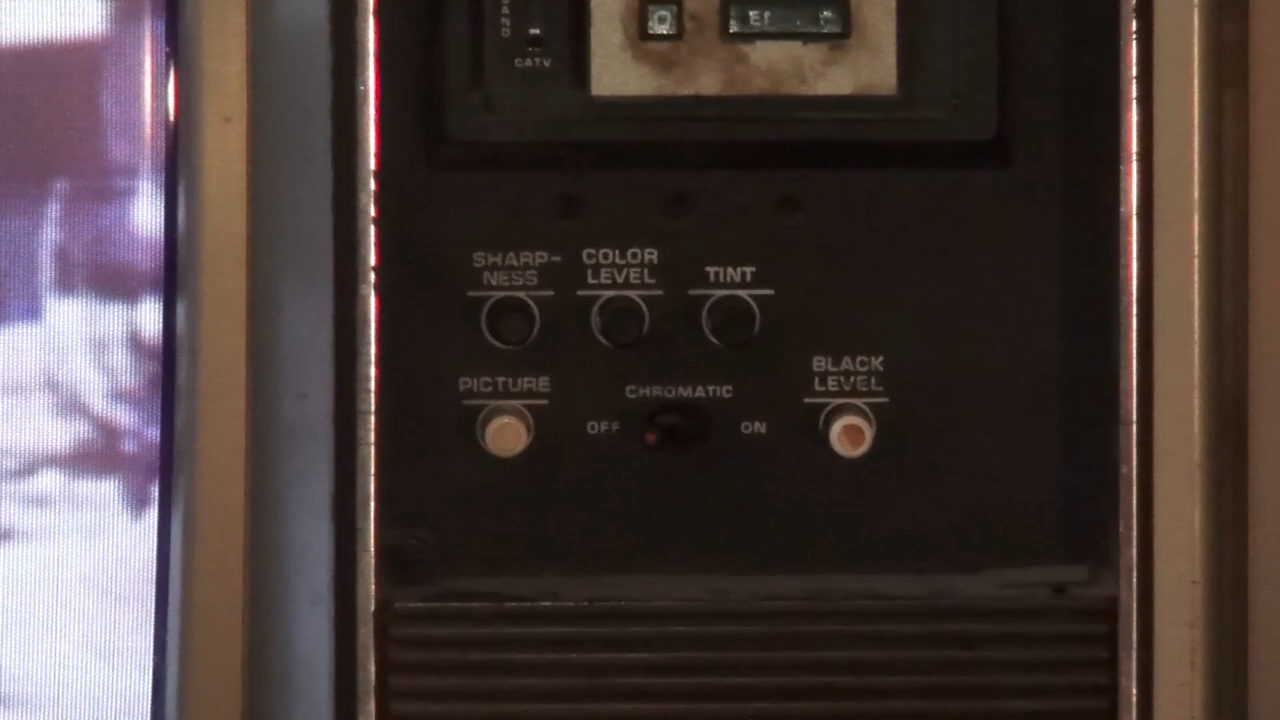 CATV
SHARP-
NESS
COLOR
LEVEL
TINT
PICTURE
CHROMATIC
OFF
ON
BLACK
LEVEL